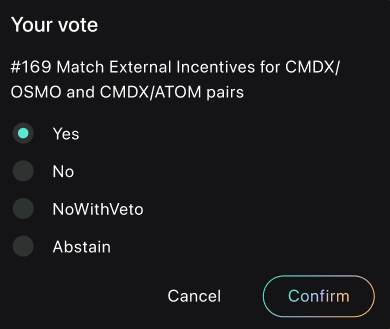 Your vote
#169 Match External Incentives for CMDX/
OSMO and CMDX/ATOM pairs
Yes
No
NoWithVeto
Abstain
Cancel
Confirm